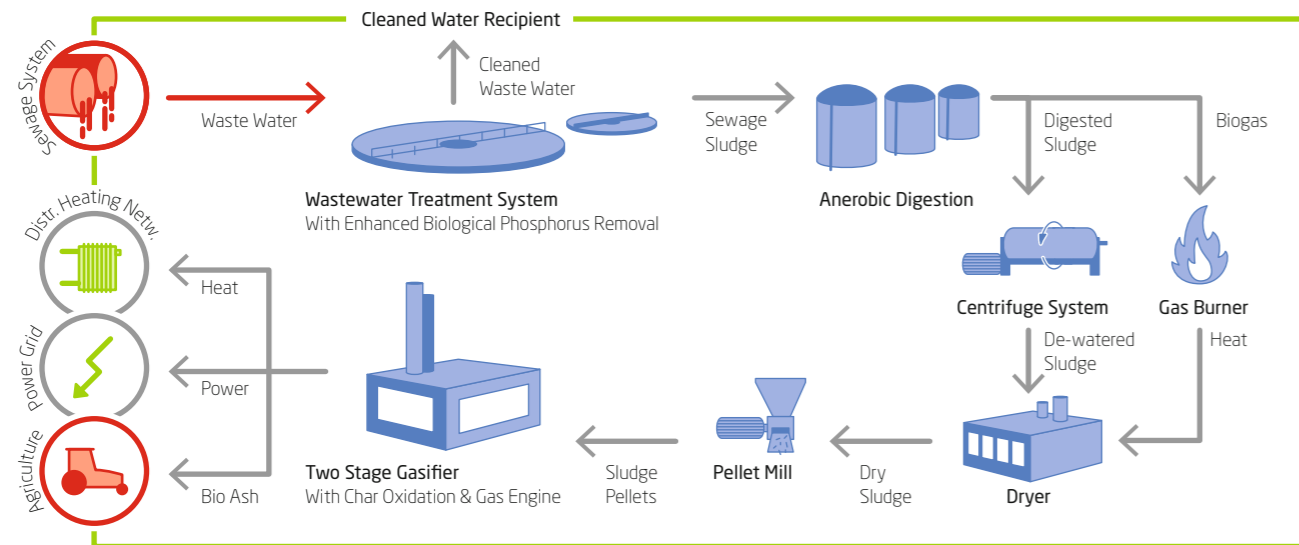 Cleaned Water Recipient
Sewage System
Waste Water
Cleaned
Waste Water
Wastewater Treatment System
With Enhanced Biological Phosphorus Removal
Sewage
Sludge
Anerobic Digestion
Digested
Sludge
Biogas
Centrifuge System
Gas Burner
De-watered
Sludge
Heat
Dryer
Dry
Sludge
Pellet Mill
Sludge
Pellets
Two Stage Gasifier
With Char Oxidation & Gas Engine
Heat
Power
Bio Ash
Distr. Heating Netw.
Power Grid
Agriculture